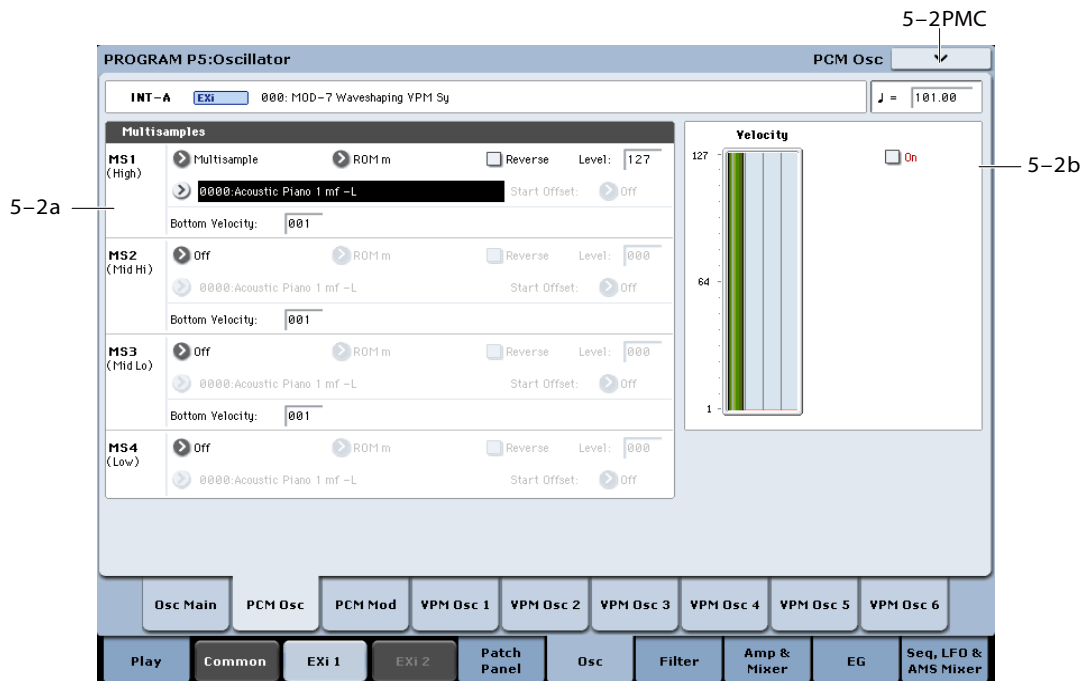 5–2PMC
PROGRAM P5:Oscillator PCM Osc
INT–A EXi 000: MOD–7 Waveshaping VPM Sy ♩ = 101.00
Multisamples
MS1 Multisample ROM m Reverse Level: 127
(High)
0000:Acoustic Piano 1 mf –L Start Offset: Off
Bottom Velocity: 001
MS2 Off ROM m Reverse Level: 000
(Mid Hi)
0000:Acoustic Piano 1 mf –L Start Offset: Off
Bottom Velocity: 001
MS3 Off ROM m Reverse Level: 000
(Mid Lo)
0000:Acoustic Piano 1 mf –L Start Offset: Off
Bottom Velocity: 001
MS4 Off ROM m Reverse Level: 000
(Low)
0000:Acoustic Piano 1 mf –L Start Offset: Off
Velocity
127
64
1
On
5–2a
5–2b
Osc Main PCM Osc PCM Mod VPM Osc 1 VPM Osc 2 VPM Osc 3 VPM Osc 4 VPM Osc 5 VPM Osc 6
Play Common EXi 1 EXi 2 Patch Panel Osc Filter Amp & Mixer EG Seq, LFO & AMS Mixer